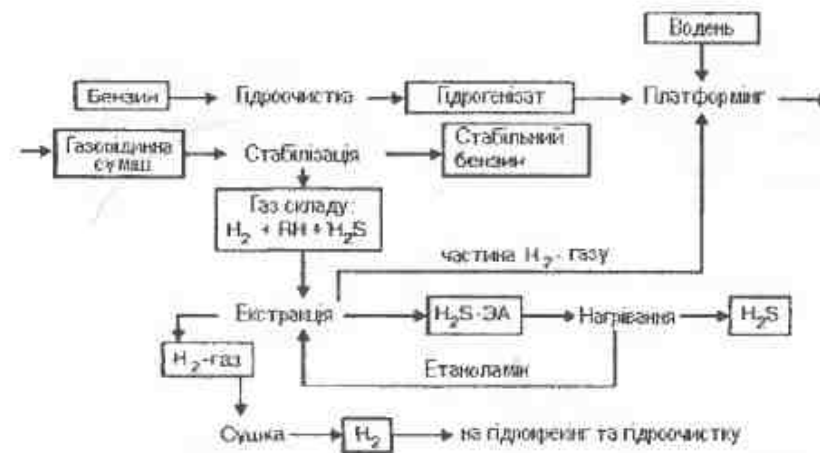 Водень
Бензин
Гідроочистка
Гідрогенізат
Платформінг
Газорідинна
суміш
Стабілізація
Стабільний
бензин
Газ складу:
H₂ + RH + H₂S
частина H₂- газу
Екстракція
H₂S·ЭА
Нагрівання
H₂S
H₂-газ
Етаноламін
Сушка
H₂
на гідрокрекінг та гідроочистку